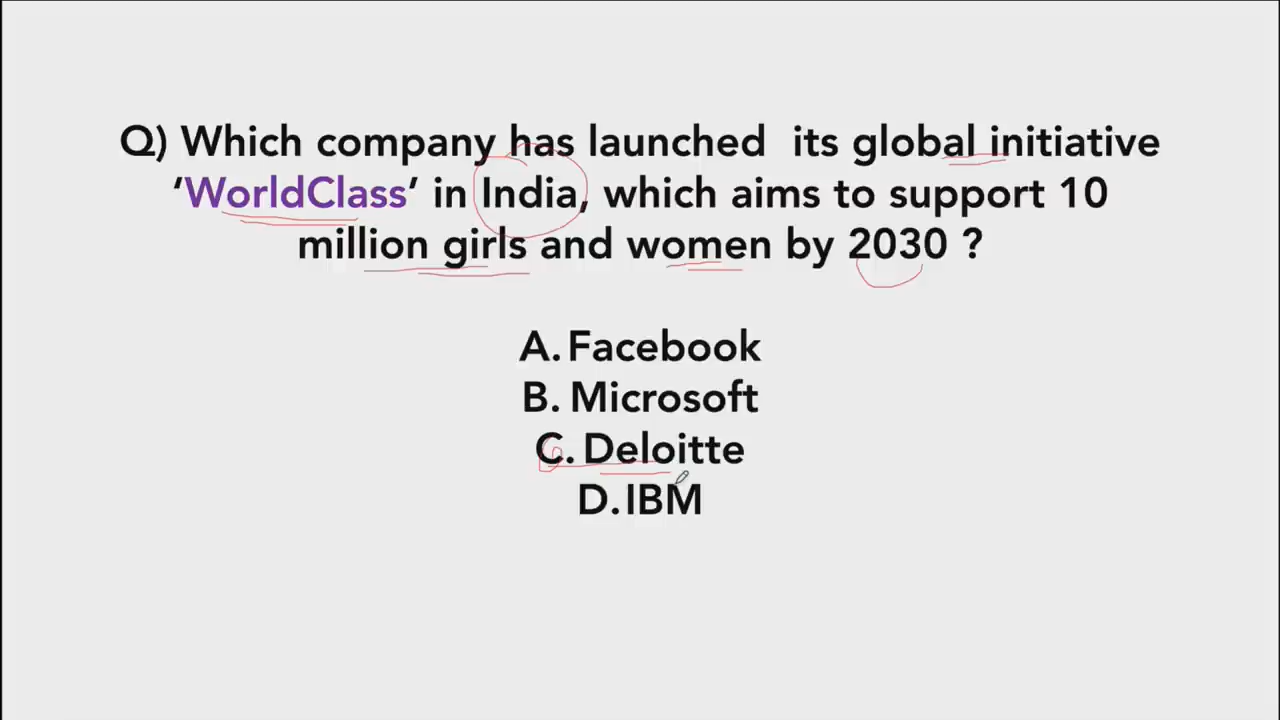 Q) Which company has launched its global initiative
‘WorldClass’ in India, which aims to support 10
million girls and women by 2030 ?
A. Facebook
B. Microsoft
C. Deloitte
D. IBM